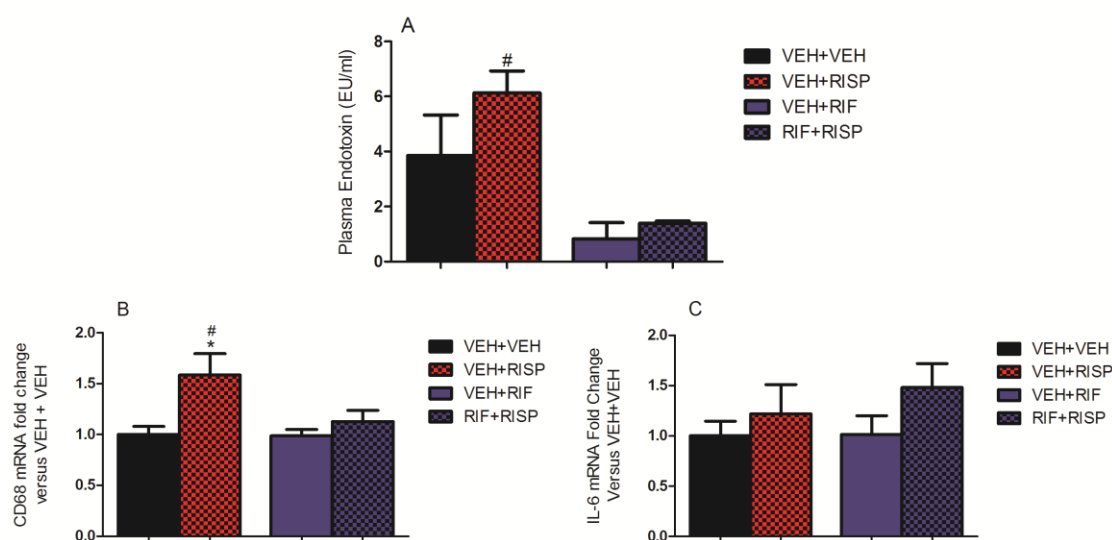 A
Plasma Endotoxin (EU/ml)
8
6
4
2
0
#
VEH+VEH
VEH+RISP
VEH+RIF
RIF+RISP
B
CD68 mRNA fold change
versus VEH + VEH
2.0
1.5
1.0
0.5
0.0
#
*
VEH+VEH
VEH+RISP
VEH+RIF
RIF+RISP
C
IL-6 mRNA Fold Change
Versus VEH+VEH
2.0
1.5
1.0
0.5
0.0
VEH+VEH
VEH+RISP
VEH+RIF
RIF+RISP